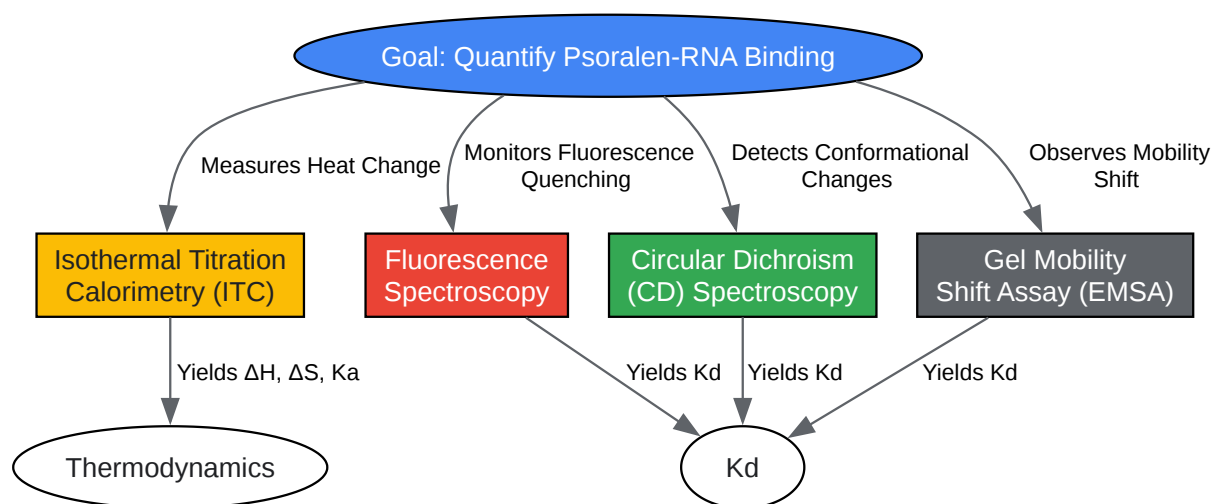 Goal: Quantify Psoralen-RNA Binding
Measures Heat Change
Monitors Fluorescence
Quenching
Detects Conformational
Changes
Observes Mobility
Shift
Isothermal Titration
Calorimetry (ITC)
Fluorescence
Spectroscopy
Circular Dichroism
(CD) Spectroscopy
Gel Mobility
Shift Assay (EMSA)
Yields ΔH, ΔS, Ka
Yields Kd
Yields Kd
Yields Kd
Thermodynamics
Kd